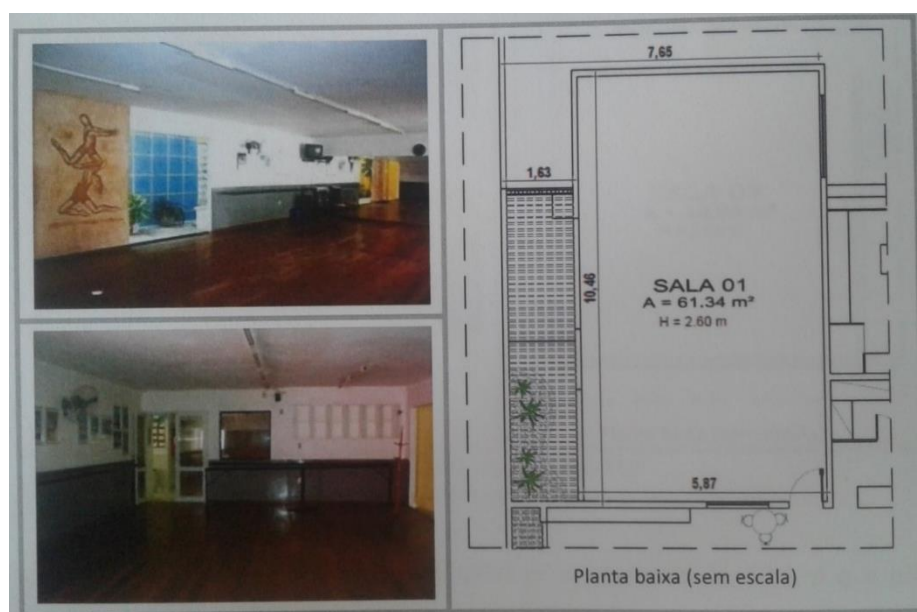 7,65
1,63
10,46
SALA 01
A = 61.34 m²
H = 2.60 m
5,87
Planta baixa (sem escala)